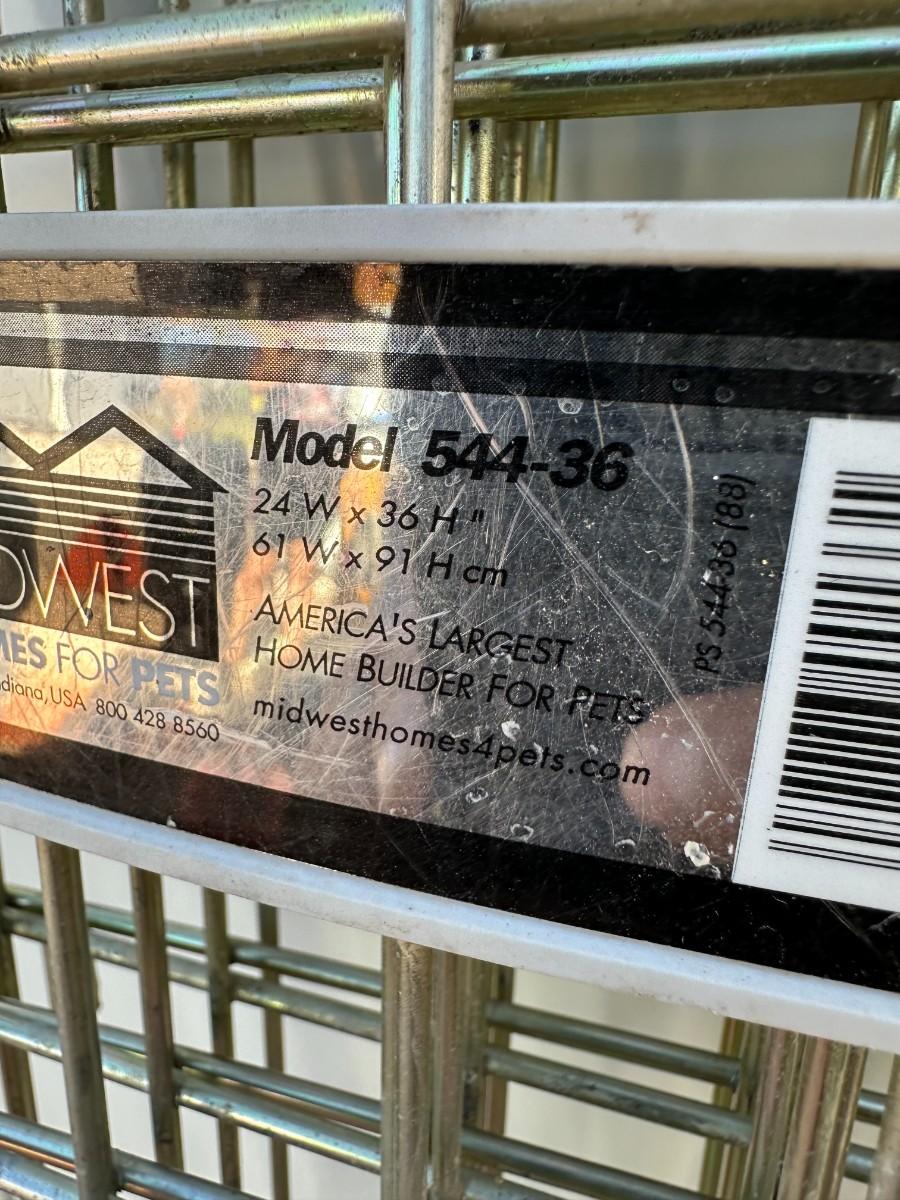 Model 544-36
24 W x 36 H "
61 W x 91 H cm
AMERICA'S LARGEST
HOME BUILDER FOR PETS
midwesthomes4pets.com
DWEST
MES FOR PETS
diana, USA 800 428 8560
PS 544-36 (88)